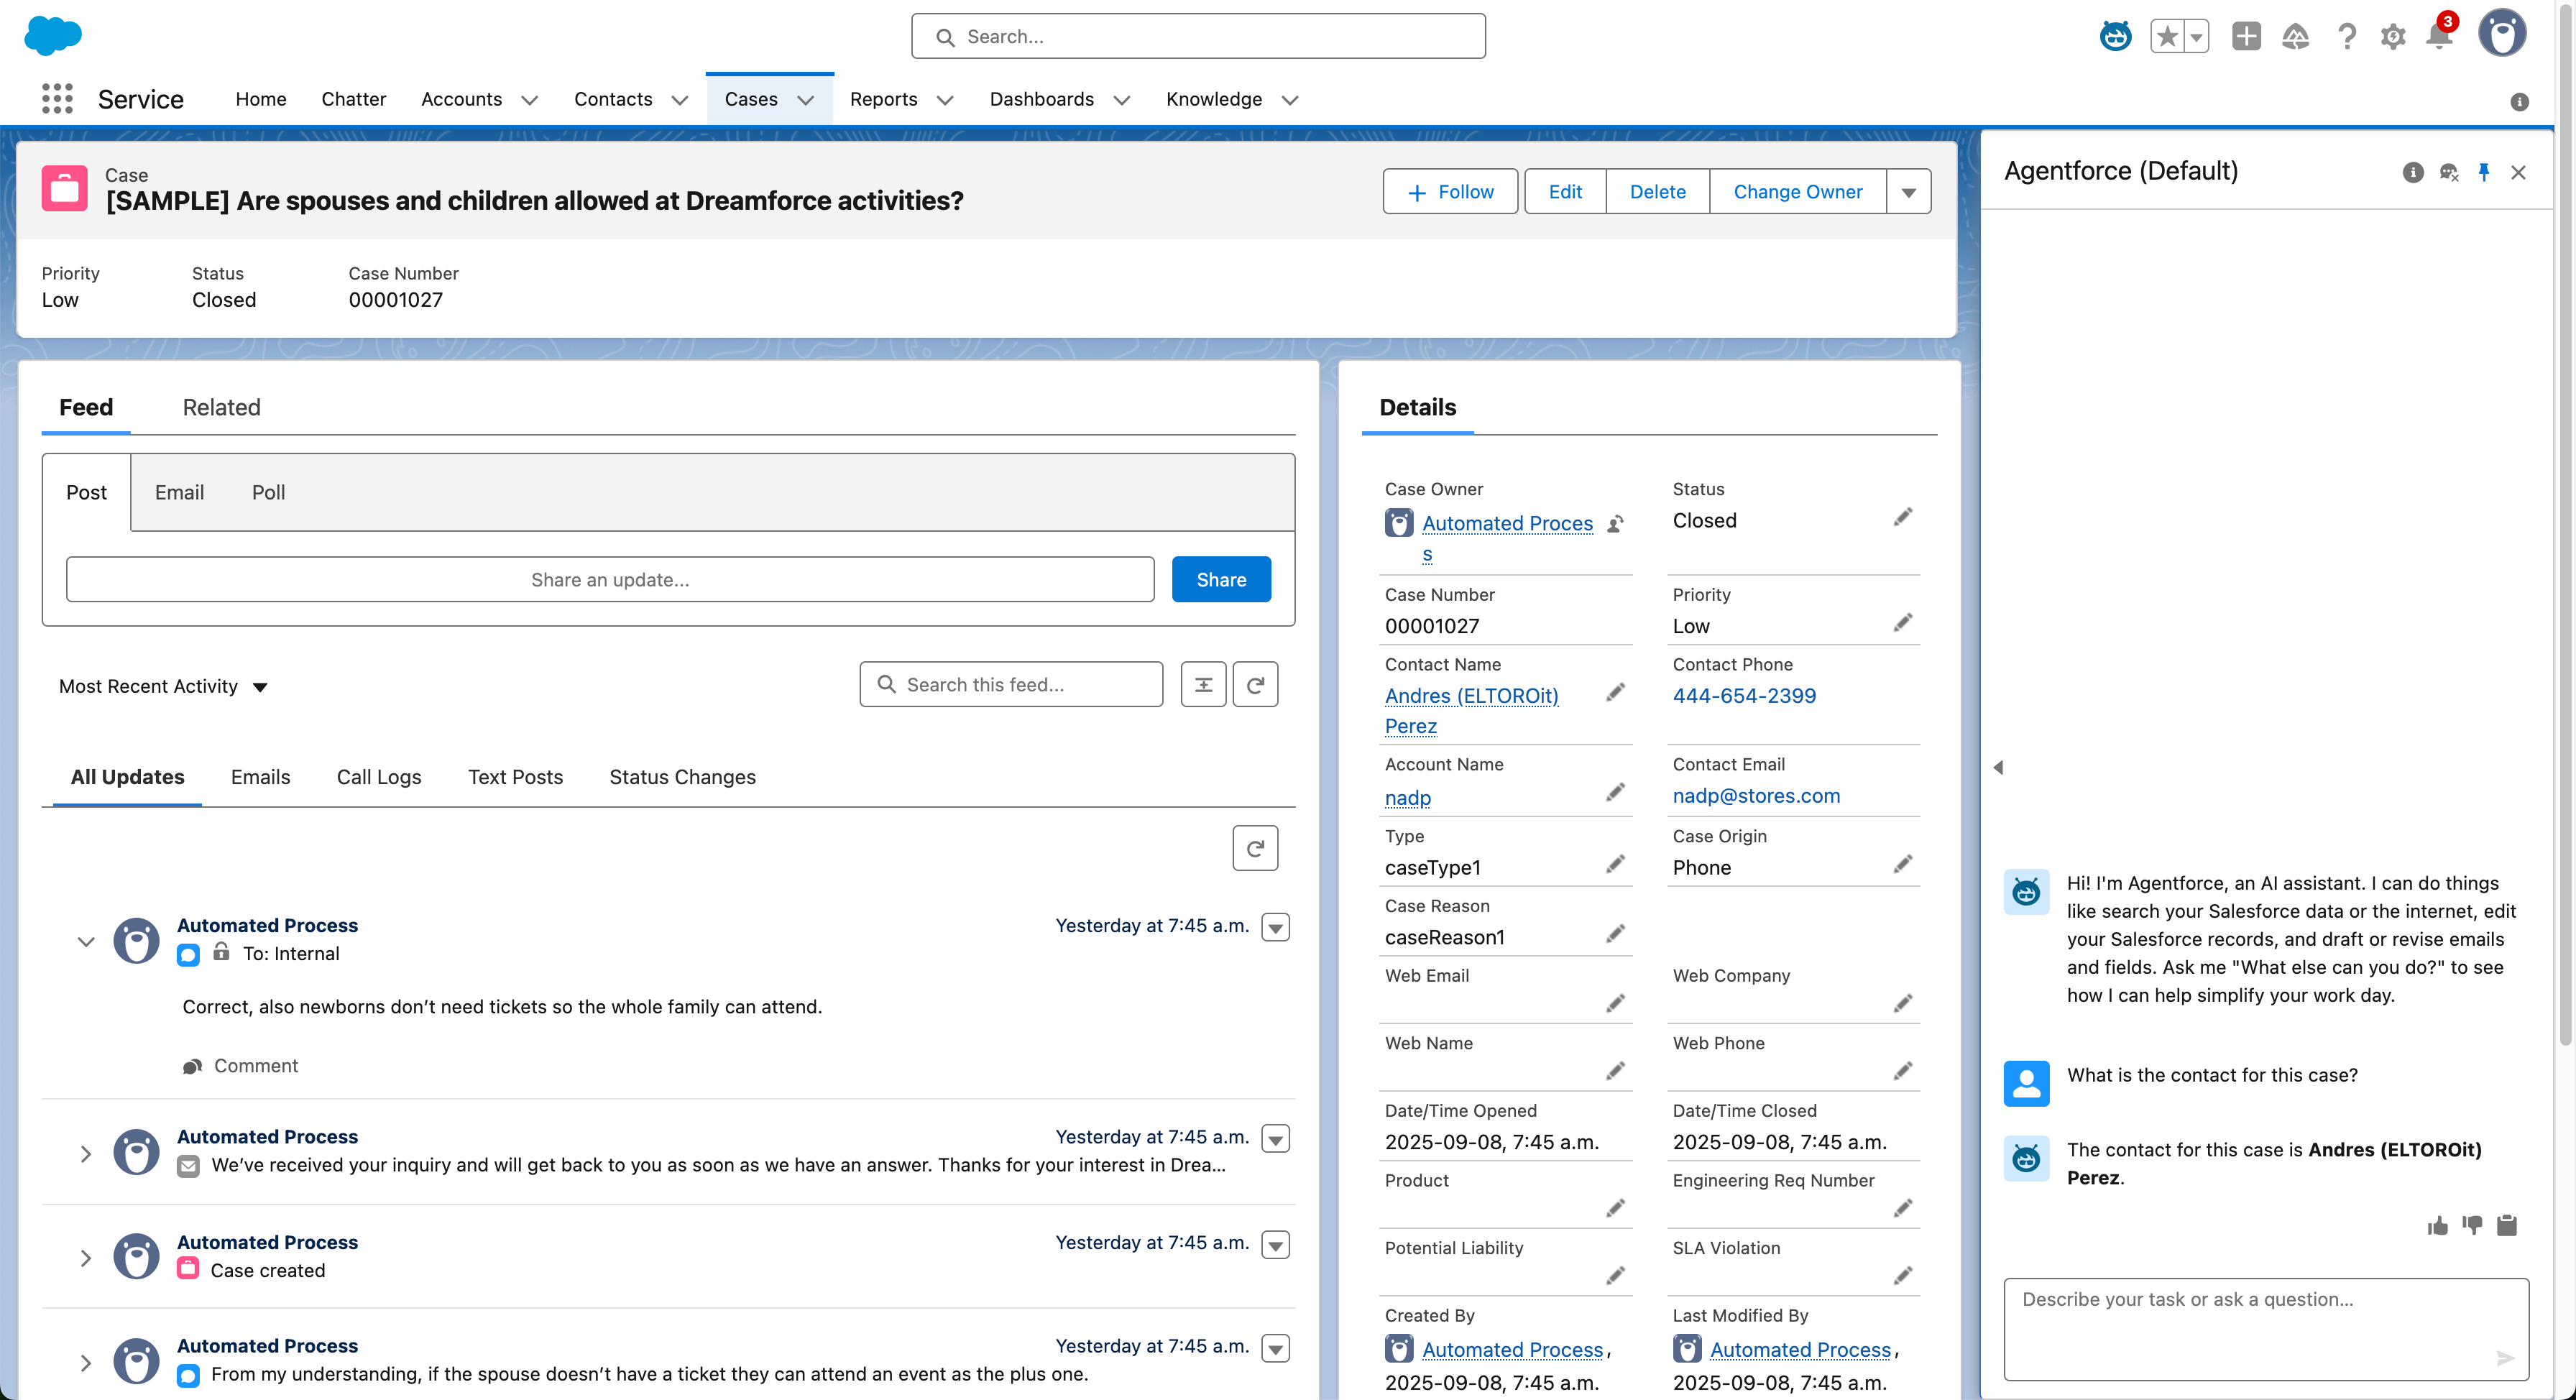 Search...
3
Service
Home
Chatter
Accounts
Contacts
Cases
Reports
Dashboards
Knowledge
Case
[SAMPLE] Are spouses and children allowed at Dreamforce activities?
Follow
Edit
Delete
Change Owner
Priority
Low
Status
Closed
Case Number
00001027
Feed
Related
Post
Email
Poll
Share an update...
Share
Most Recent Activity
Search this feed...
All Updates
Emails
Call Logs
Text Posts
Status Changes
Automated Process
Yesterday at 7:45 a.m.
To: Internal
Correct, also newborns don’t need tickets so the whole family can attend.
Comment
Automated Process
Yesterday at 7:45 a.m.
We’ve received your inquiry and will get back to you as soon as we have an answer. Thanks for your interest in Drea...
Automated Process
Yesterday at 7:45 a.m.
Case created
Automated Process
Yesterday at 7:45 a.m.
From my understanding, if the spouse doesn’t have a ticket they can attend an event as the plus one.
Details
Case Owner
Automated Proces
s
Status
Closed
Case Number
00001027
Priority
Low
Contact Name
Andres (ELTOROit)
Perez
Contact Phone
444-654-2399
Account Name
nadp
Contact Email
nadp@stores.com
Type
caseType1
Case Origin
Phone
Case Reason
caseReason1
Web Email
Web Company
Web Name
Web Phone
Date/Time Opened
2025-09-08, 7:45 a.m.
Date/Time Closed
2025-09-08, 7:45 a.m.
Product
Engineering Req Number
Potential Liability
SLA Violation
Created By
Automated Process,
2025-09-08, 7:45 a.m.
Last Modified By
Automated Process,
2025-09-08, 7:45 a.m.
Agentforce (Default)
Hi! I'm Agentforce, an AI assistant. I can do things
like search your Salesforce data or the internet, edit
your Salesforce records, and draft or revise emails
and fields. Ask me "What else can you do?" to see
how I can help simplify your work day.
What is the contact for this case?
The contact for this case is Andres (ELTOROit)
Perez.
Describe your task or ask a question...